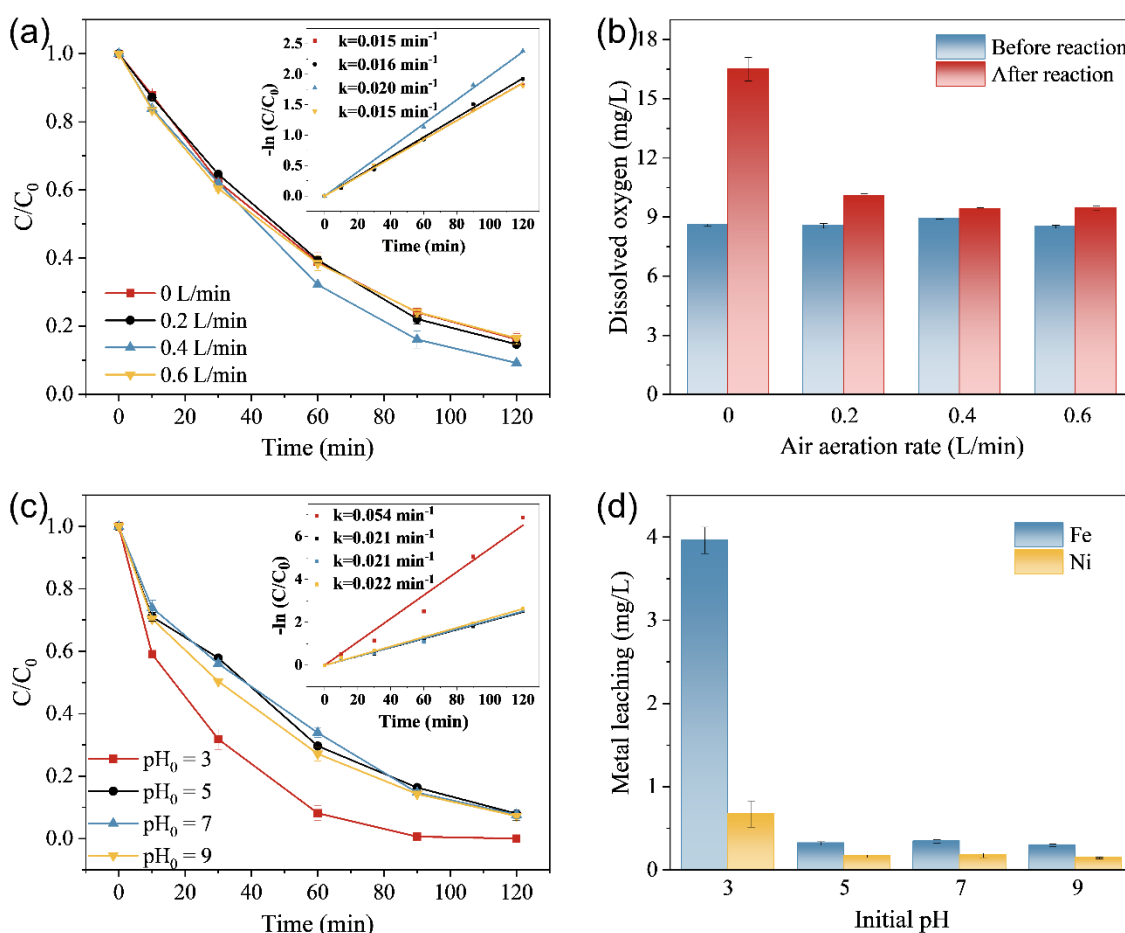 (a)
1.0
0.8
0.6
0.4
0.2
0.0
C/C₀
0 L/min
0.2 L/min
0.4 L/min
0.6 L/min
0 20 40 60 80 100 120
Time (min)
2.5
2.0
1.5
1.0
0.5
0.0
-ln (C/C₀)
k=0.015 min⁻¹
k=0.016 min⁻¹
k=0.020 min⁻¹
k=0.015 min⁻¹
0 20 40 60 80 100 120
Time (min)
(b)
18
15
12
9
6
3
0
Dissolved oxygen (mg/L)
Before reaction
After reaction
0 0.2 0.4 0.6
Air aeration rate (L/min)
(c)
1.0
0.8
0.6
0.4
0.2
0.0
C/C₀
pH₀ = 3
pH₀ = 5
pH₀ = 7
pH₀ = 9
0 20 40 60 80 100 120
Time (min)
6
4
2
0
-ln (C/C₀)
k=0.054 min⁻¹
k=0.021 min⁻¹
k=0.021 min⁻¹
k=0.022 min⁻¹
0 20 40 60 80 100 120
Time (min)
(d)
4
3
2
1
0
Metal leaching (mg/L)
Fe
Ni
3 5 7 9
Initial pH